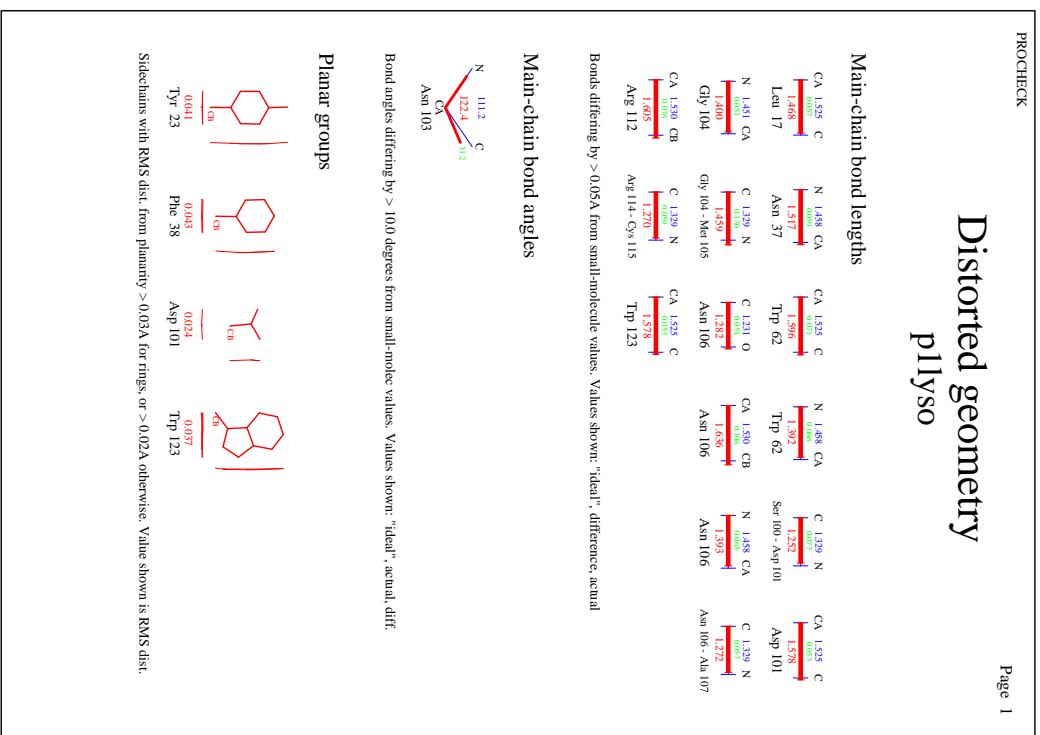 PROCHECK
Page 1
Distorted geometry
p1lyso
Main-chain bond lengths
CA 1.525 C
0.057
1.468
Leu 17
N 1.458 CA
0.059
1.517
Asn 37
CA 1.525 C
0.071
1.596
Trp 62
N 1.458 CA
0.066
1.392
Trp 62
C 1.329 N
0.077
1.252
Ser 100 - Asp 101
CA 1.525 C
0.053
1.578
Asp 101
N 1.451 CA
0.051
1.400
Gly 104
C 1.329 N
0.130
1.459
Gly 104 - Met 105
C 1.231 O
0.051
1.282
Asn 106
CA 1.530 CB
0.106
1.636
Asn 106
N 1.458 CA
0.065
1.393
Asn 106
C 1.329 N
0.057
1.272
Asn 106 - Ala 107
CA 1.530 CB
0.076
1.605
Arg 112
C 1.329 N
0.059
1.270
Arg 114 - Cys 115
CA 1.525 C
0.053
1.578
Trp 123
Bonds differing by > 0.05A from small-molecule values. Values shown: "ideal", difference, actual
Main-chain bond angles
N 111.2 C
122.4 11.2
CA
Asn 103
Bond angles differing by > 10.0 degrees from small-molec values. Values shown: "ideal", actual, diff.
Planar groups
CB
0.041
Tyr 23
CB
0.043
Phe 38
CB
0.024
Asp 101
CB
0.037
Trp 123
Sidechains with RMS dist. from planarity > 0.03A for rings, or > 0.02A otherwise. Value shown is RMS dist.